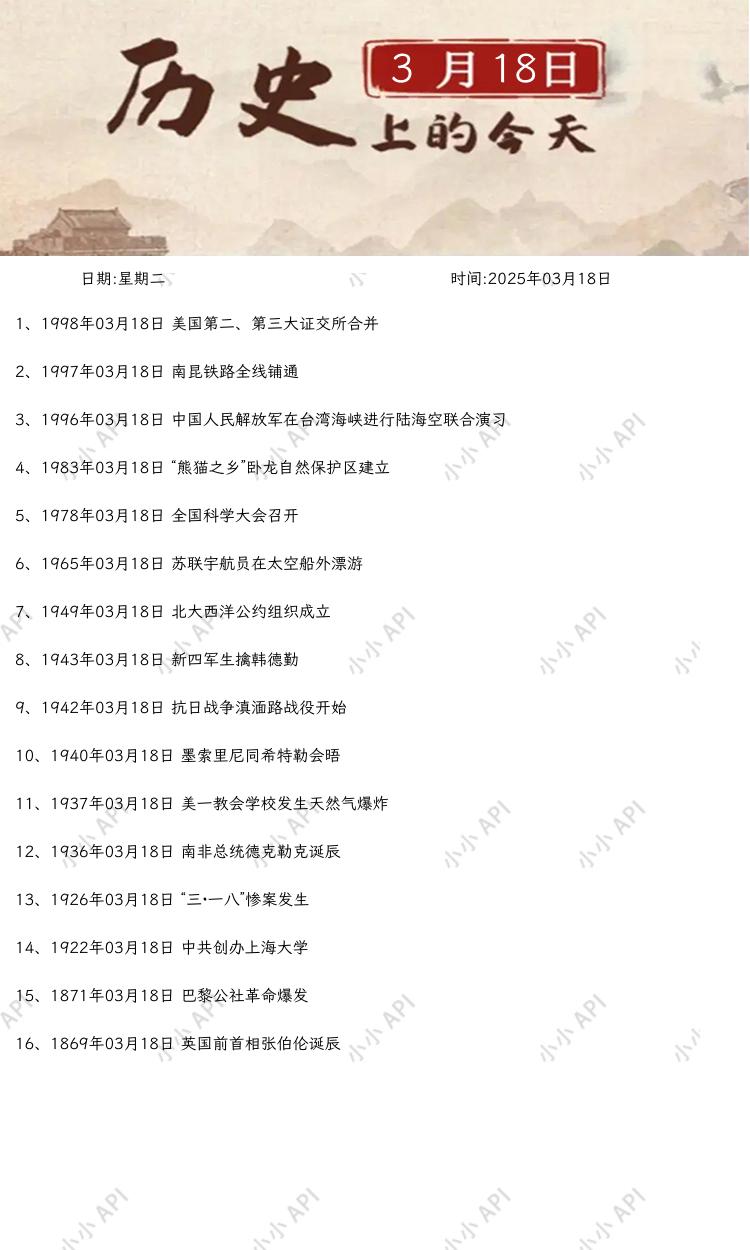 历史
3 月18日
上的今天
日期:星期二
时间:2025年03月18日
1、1998年03月18日 美国第二、第三大证交所合并
2、1997年03月18日 南昆铁路全线铺通
3、1996年03月18日 中国人民解放军在台湾海峡进行陆海空联合演习
4、1983年03月18日 “熊猫之乡”卧龙自然保护区建立
5、1978年03月18日 全国科学大会召开
6、1965年03月18日 苏联宇航员在太空船外漂游
7、1949年03月18日 北大西洋公约组织成立
8、1943年03月18日 新四军生擒韩德勤
9、1942年03月18日 抗日战争滇湎路战役开始
10、1940年03月18日 墨索里尼同希特勒会晤
11、1937年03月18日 美一教会学校发生天然气爆炸
12、1936年03月18日 南非总统德克勒克诞辰
13、1926年03月18日 “三·一八”惨案发生
14、1922年03月18日 中共创办上海大学
15、1871年03月18日 巴黎公社革命爆发
16、1869年03月18日 英国前首相张伯伦诞辰
小小 API